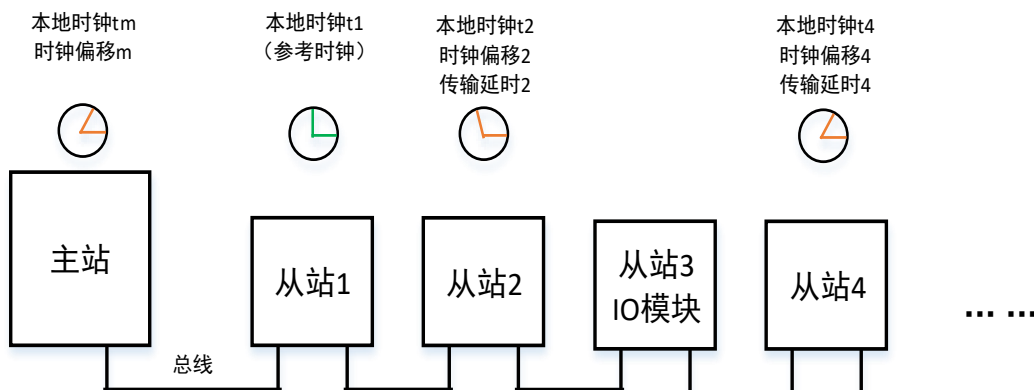 本地时钟tm
时钟偏移m
本地时钟t1
（参考时钟）
本地时钟t2
时钟偏移2
传输延时2
本地时钟t4
时钟偏移4
传输延时4
主站
从站1
从站2
从站3
IO模块
从站4
... ...
总线